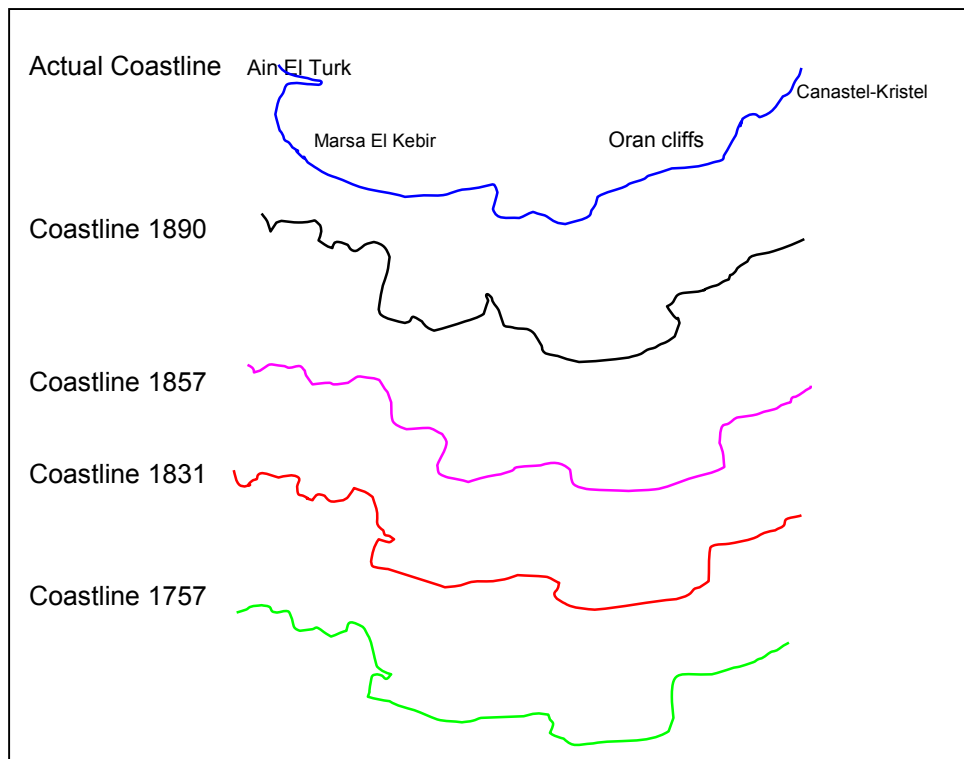 Actual Coastline
Ain El Turk
Canastel-Kristel
Marsa El Kebir
Oran cliffs
Coastline 1890
Coastline 1857
Coastline 1831
Coastline 1757